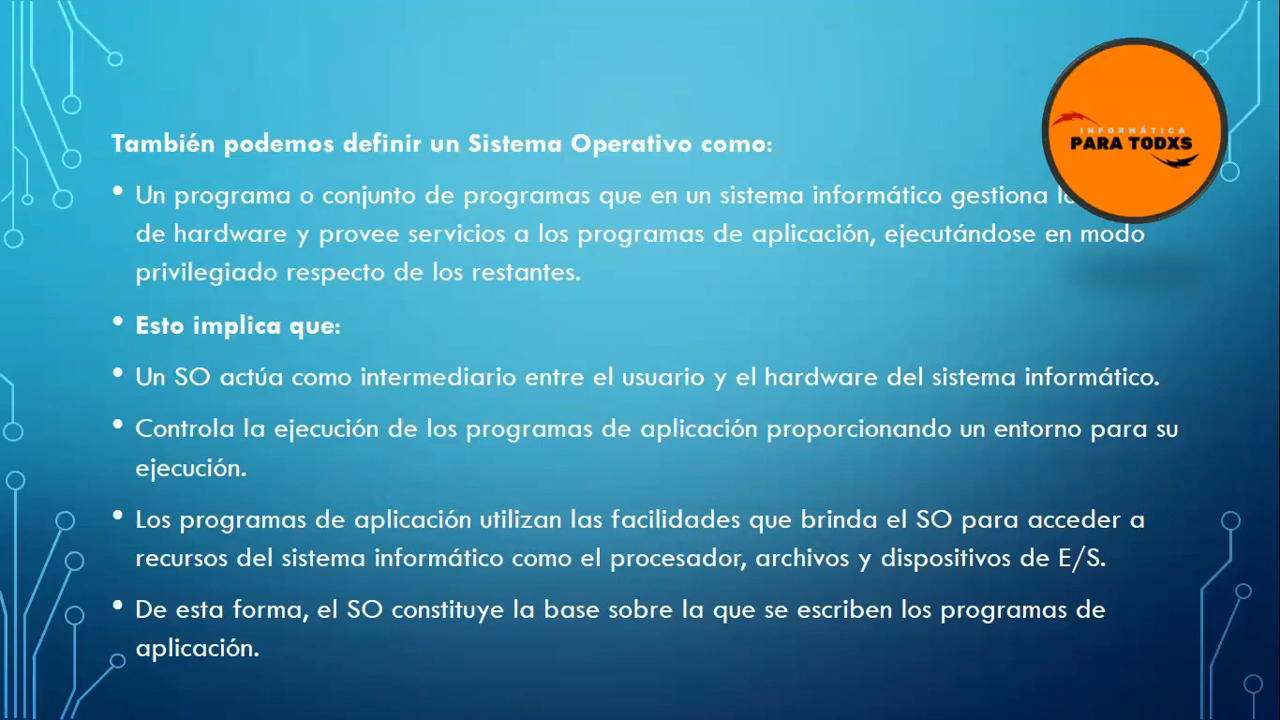 INFORMÁTICA
PARA TODXS
También podemos definir un Sistema Operativo como:
• Un programa o conjunto de programas que en un sistema informático gestiona
de hardware y provee servicios a los programas de aplicación, ejecutándose en modo
privilegiado respecto de los restantes.
• Esto implica que:
• Un SO actúa como intermediario entre el usuario y el hardware del sistema informático.
• Controla la ejecución de los programas de aplicación proporcionando un entorno para su
ejecución.
• Los programas de aplicación utilizan las facilidades que brinda el SO para acceder a
recursos del sistema informático como el procesador, archivos y dispositivos de E/S.
• De esta forma, el SO constituye la base sobre la que se escriben los programas de
aplicación.